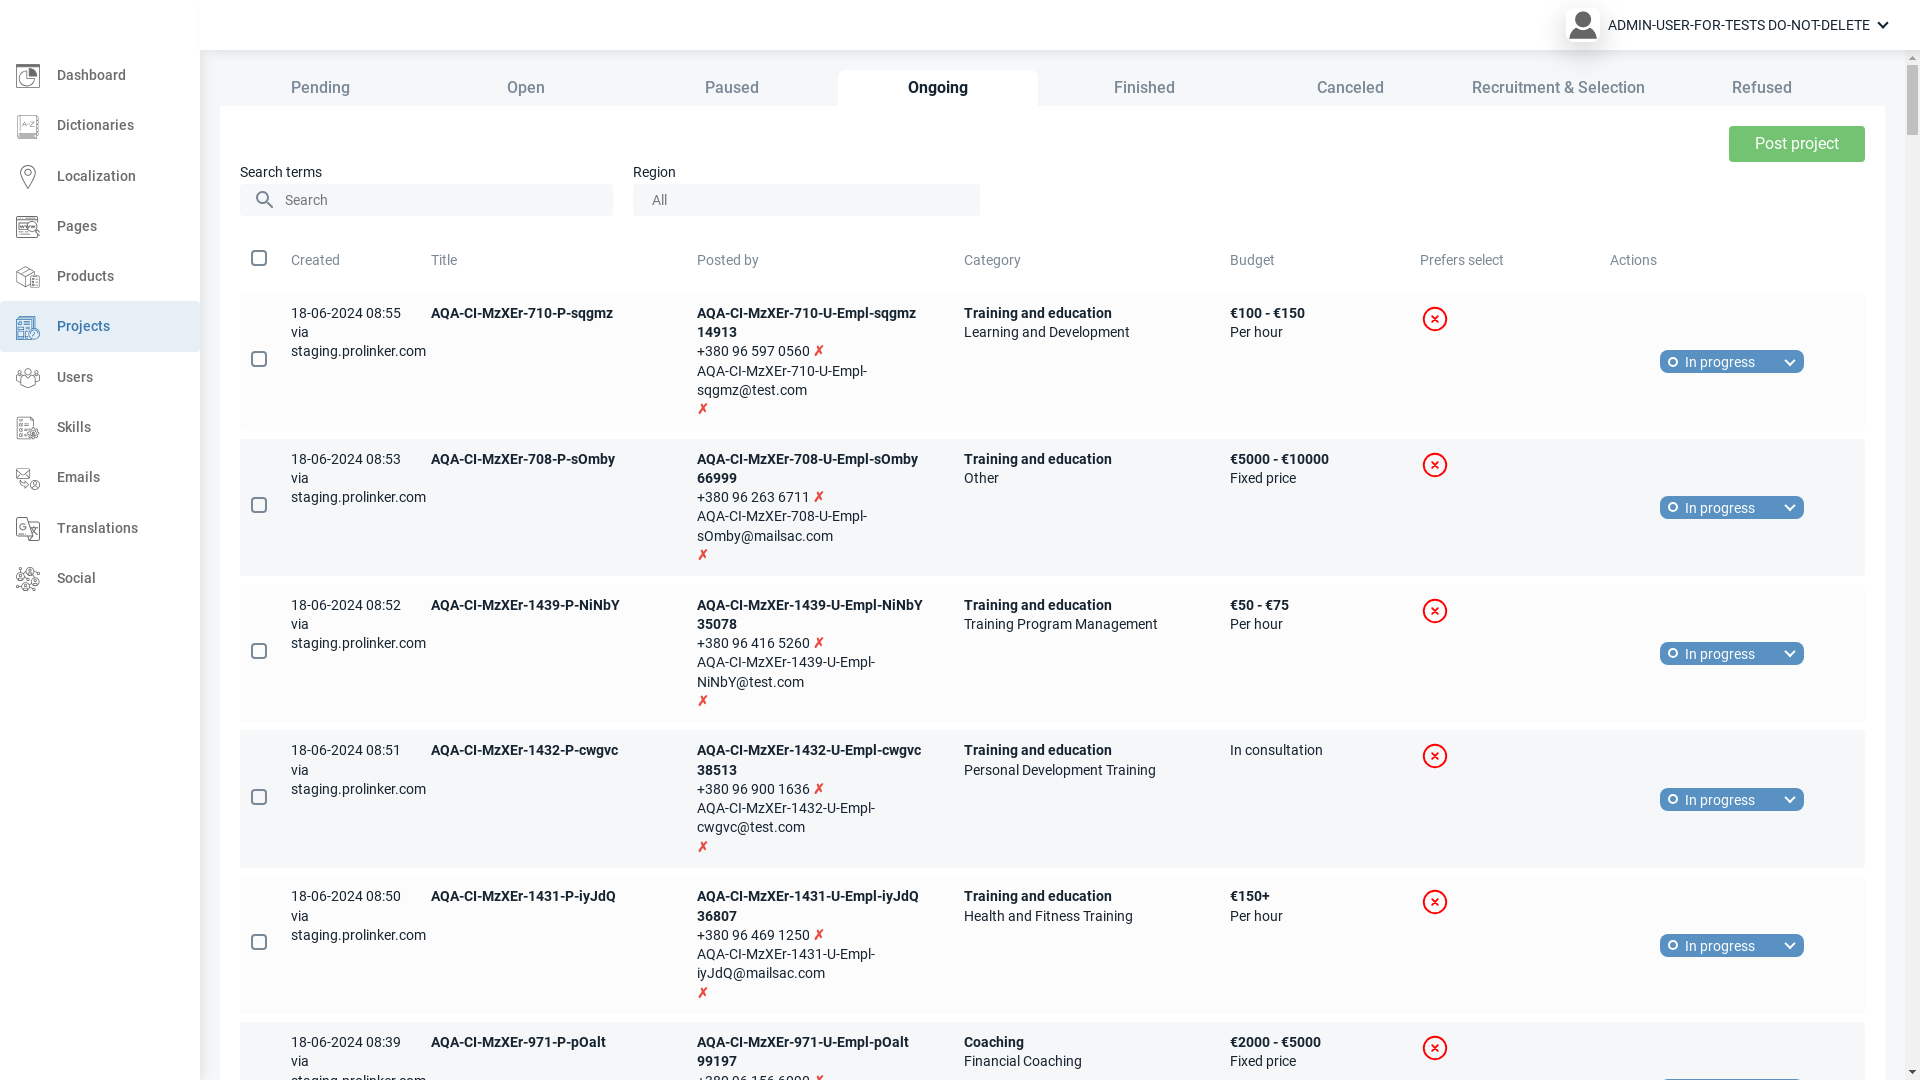 ADMIN-USER-FOR-TESTS DO-NOT-DELETE
Dashboard
Dictionaries
Localization
Pages
Products
Projects
Users
Skills
Emails
Translations
Social
Pending Open Paused Ongoing Finished Canceled Recruitment & Selection Refused
Post project
Search terms Region
Search All
Created Title Posted by Category Budget Prefers select Actions
18-06-2024 08:55 AQA-CI-MzXEr-710-P-sqgmz AQA-CI-MzXEr-710-U-Empl-sqgmz Training and education €100 - €150
via 14913 Learning and Development Per hour
staging.prolinker.com +380 96 597 0560 ✗
In progress
AQA-CI-MzXEr-710-U-Empl-
sqgmz@test.com
✗
18-06-2024 08:53 AQA-CI-MzXEr-708-P-sOmby AQA-CI-MzXEr-708-U-Empl-sOmby Training and education €5000 - €10000
via 66999 Other Fixed price
staging.prolinker.com +380 96 263 6711 ✗
In progress
AQA-CI-MzXEr-708-U-Empl-
sOmby@mailsac.com
✗
18-06-2024 08:52 AQA-CI-MzXEr-1439-P-NiNbY AQA-CI-MzXEr-1439-U-Empl-NiNbY Training and education €50 - €75
via 35078 Training Program Management Per hour
staging.prolinker.com +380 96 416 5260 ✗
In progress
AQA-CI-MzXEr-1439-U-Empl-
NiNbY@test.com
✗
18-06-2024 08:51 AQA-CI-MzXEr-1432-P-cwgvc AQA-CI-MzXEr-1432-U-Empl-cwgvc Training and education In consultation
via 38513 Personal Development Training
staging.prolinker.com +380 96 900 1636 ✗
In progress
AQA-CI-MzXEr-1432-U-Empl-
cwgvc@test.com
✗
18-06-2024 08:50 AQA-CI-MzXEr-1431-P-iyJdQ AQA-CI-MzXEr-1431-U-Empl-iyJdQ Training and education €150+
via 36807 Health and Fitness Training Per hour
staging.prolinker.com +380 96 469 1250 ✗
In progress
AQA-CI-MzXEr-1431-U-Empl-
iyJdQ@mailsac.com
✗
18-06-2024 08:39 AQA-CI-MzXEr-971-P-pOalt AQA-CI-MzXEr-971-U-Empl-pOalt Coaching €2000 - €5000
via 99197 Financial Coaching Fixed price